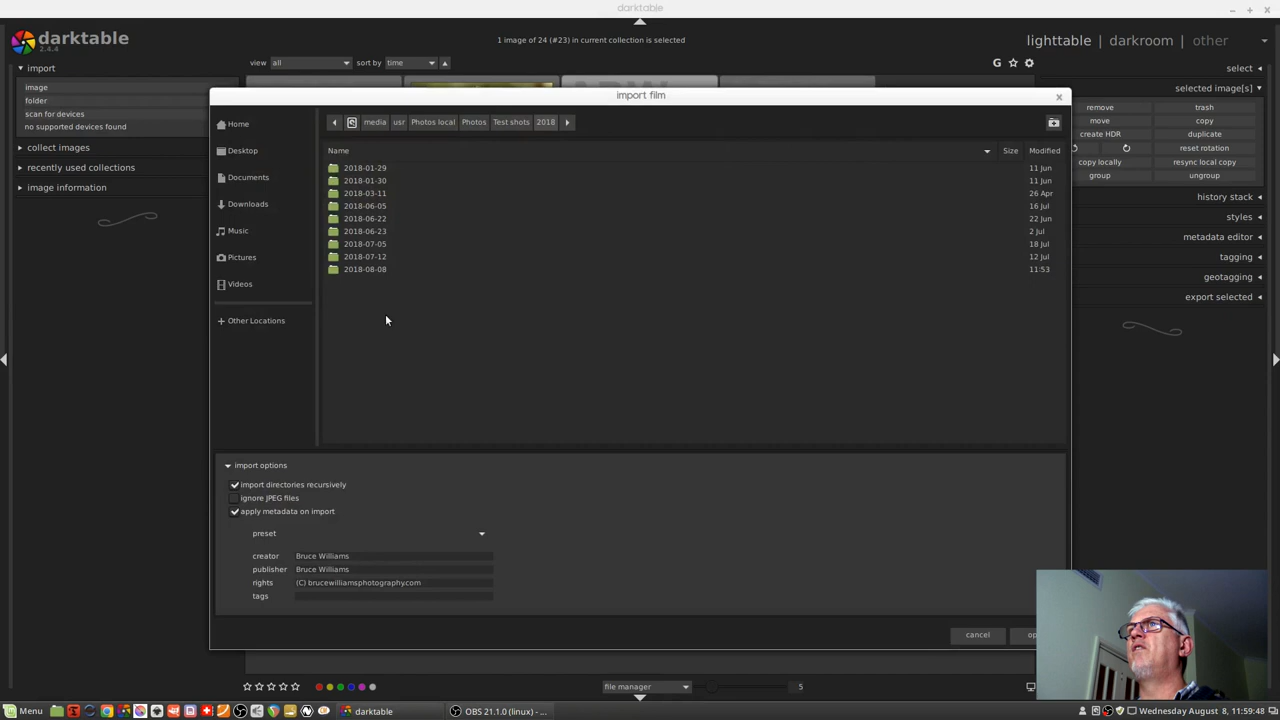 darktable
darktable
2.4.4
1 image of 24 (#23) in current collection is selected
lighttable | darkroom | other
import
image
folder
scan for devices
no supported devices found
collect images
recently used collections
image information
view all
sort by time
G
import film
Home
Desktop
Documents
Downloads
Music
Pictures
Videos
Other Locations
media usr Photos local Photos Test shots 2018
Name Size Modified
2018-01-29 11 Jun
2018-01-30 11 Jun
2018-03-11 26 Apr
2018-06-05 16 Jul
2018-06-22 22 Jun
2018-06-23 2 Jul
2018-07-05 18 Jul
2018-07-12 12 Jul
2018-08-08 11:53
import options
import directories recursively
ignore JPEG files
apply metadata on import
preset
creator Bruce Williams
publisher Bruce Williams
rights (C) brucewilliamsphotography.com
tags
cancel
select
selected image[s]
remove trash
move copy
create HDR duplicate
reset rotation
copy locally resync local copy
group ungroup
history stack
styles
metadata editor
tagging
geotagging
export selected
file manager 5
Menu
darktable
OBS 21.1.0 (linux) - ...
Wednesday August 8, 11:59:48